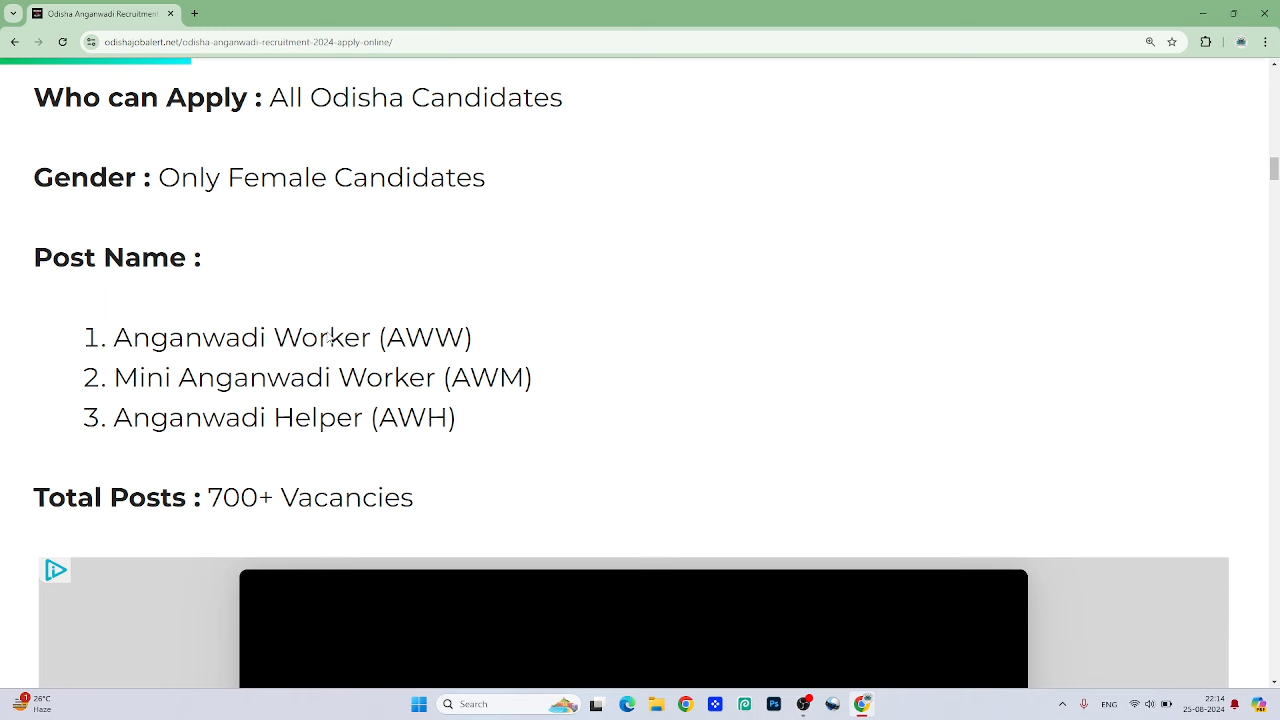 Odisha Anganwadi Recruitment
odishajobalert.net/odisha-anganwadi-recruitment-2024-apply-online/
Who can Apply : All Odisha Candidates
Gender : Only Female Candidates
Post Name :
1. Anganwadi Worker (AWW)
2. Mini Anganwadi Worker (AWM)
3. Anganwadi Helper (AWH)
Total Posts : 700+ Vacancies
26°C
Haze
Search
Ps
ENG
22:14
25-08-2024